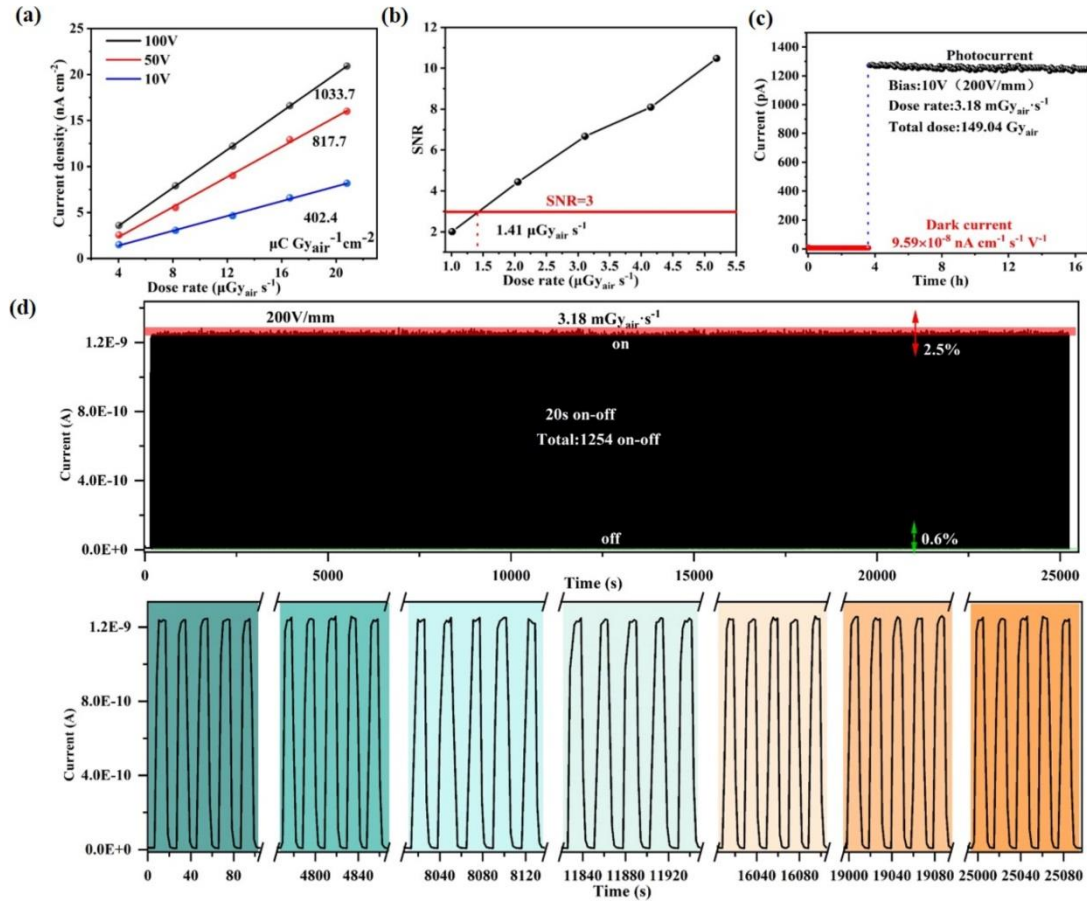 (a)
25
20
15
10
5
0
Current density (nA cm⁻²)
100V
50V
10V
1033.7
817.7
402.4
μC Gyair⁻¹cm⁻²
4
8
12
16
20
Dose rate (μGyair s⁻¹)
(b)
12
10
8
6
4
2
SNR
SNR=3
1.41 μGyair s⁻¹
1.0 1.5 2.0 2.5 3.0 3.5 4.0 4.5 5.0 5.5
Dose rate (μGyair s⁻¹)
(c)
1400
1200
1000
800
600
400
200
0
Current (pA)
Photocurrent
Bias:10V（200V/mm）
Dose rate:3.18 mGyair·s⁻¹
Total dose:149.04 Gyair
Dark current
9.59×10⁻⁸ nA cm⁻¹ s⁻¹ V⁻¹
0 4 8 12 16
Time (h)
(d)
1.2E-9
8.0E-10
4.0E-10
0.0E+0
Current (A)
200V/mm
3.18 mGyair·s⁻¹
on
2.5%
20s on-off
Total:1254 on-off
off
0.6%
0 5000 10000 15000 20000 25000
Time (s)
1.2E-9
8.0E-10
4.0E-10
0.0E+0
Current (A)
0 40 80 4800 4840 8040 8080 8120 11840 11880 11920 16040 16080 19000 19040 19080 25000 25040 25080
Time (s)